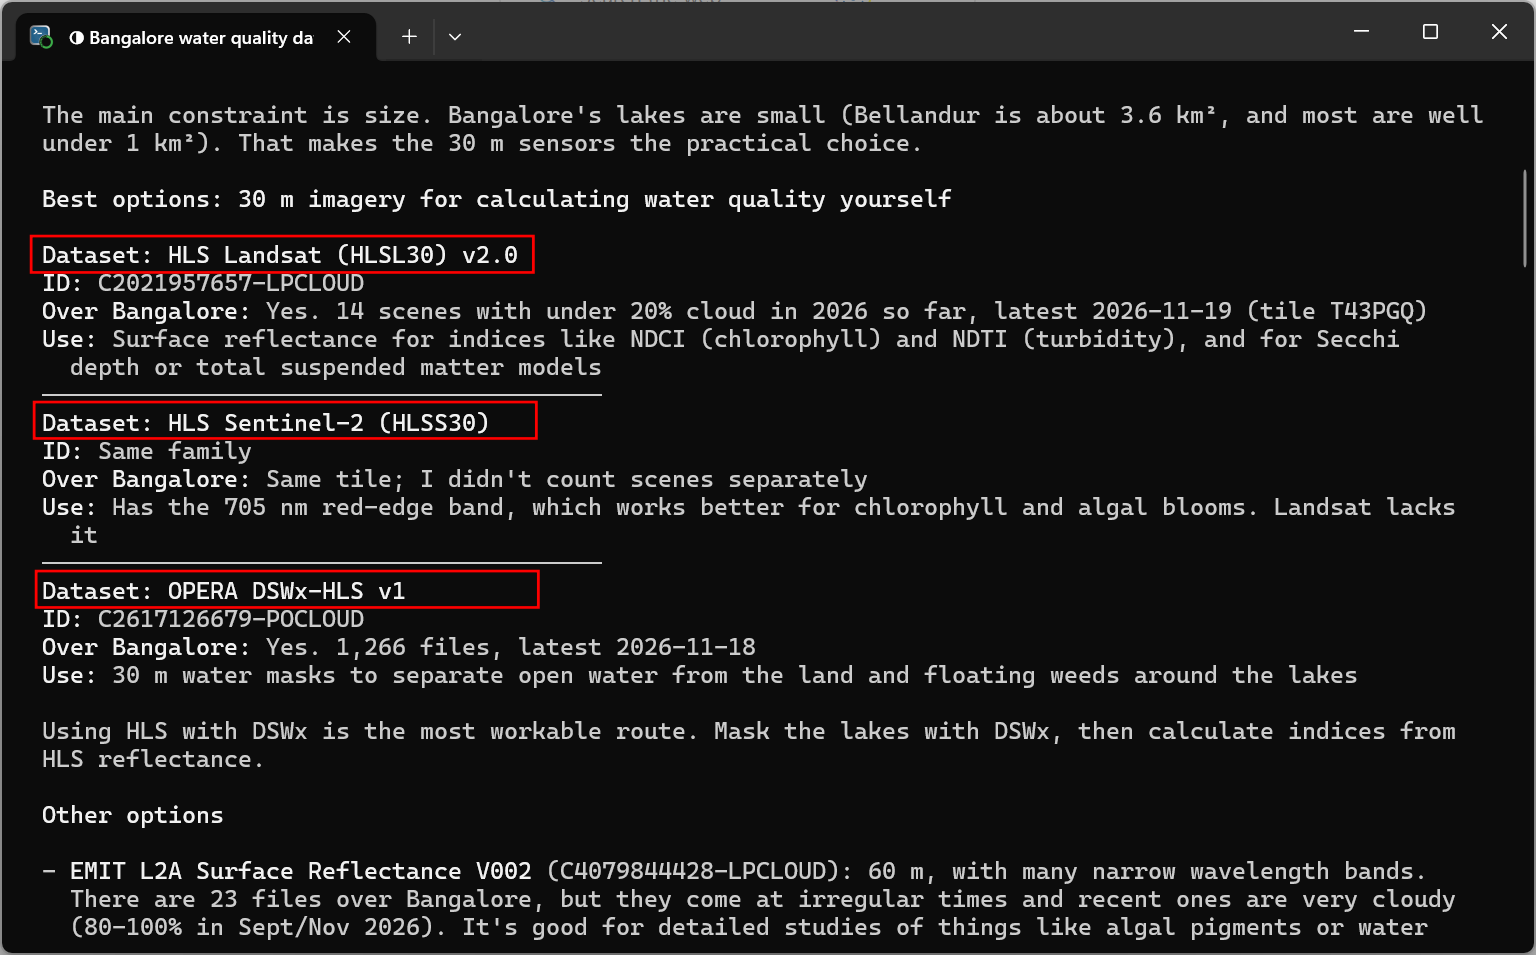 Bangalore water quality da
The main constraint is size. Bangalore's lakes are small (Bellandur is about 3.6 km², and most are well
under 1 km²). That makes the 30 m sensors the practical choice.
Best options: 30 m imagery for calculating water quality yourself
Dataset: HLS Landsat (HLSL30) v2.0
ID: C2021957657-LPCLOUD
Over Bangalore: Yes. 14 scenes with under 20% cloud in 2026 so far, latest 2026-11-19 (tile T43PGQ)
Use: Surface reflectance for indices like NDCI (chlorophyll) and NDTI (turbidity), and for Secchi
depth or total suspended matter models
Dataset: HLS Sentinel-2 (HLSS30)
ID: Same family
Over Bangalore: Same tile; I didn't count scenes separately
Use: Has the 705 nm red-edge band, which works better for chlorophyll and algal blooms. Landsat lacks
it
Dataset: OPERA DSWx-HLS v1
ID: C2617126679-POCLOUD
Over Bangalore: Yes. 1,266 files, latest 2026-11-18
Use: 30 m water masks to separate open water from the land and floating weeds around the lakes
Using HLS with DSWx is the most workable route. Mask the lakes with DSWx, then calculate indices from
HLS reflectance.
Other options
- EMIT L2A Surface Reflectance V002 (C4079844428-LPCLOUD): 60 m, with many narrow wavelength bands.
There are 23 files over Bangalore, but they come at irregular times and recent ones are very cloudy
(80-100% in Sept/Nov 2026). It's good for detailed studies of things like algal pigments or water